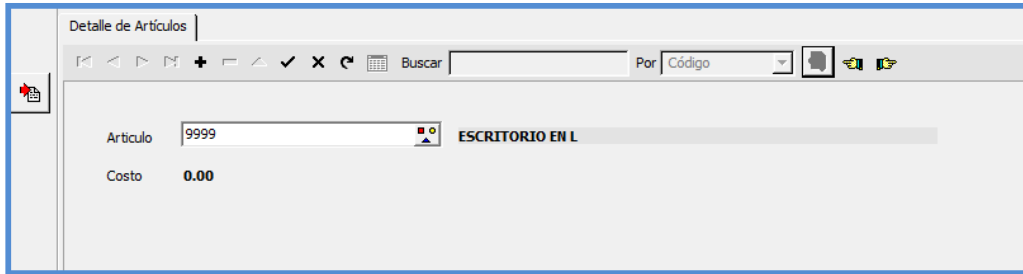 Detalle de Artículos
Buscar Por Código
Articulo 9999 ESCRITORIO EN L
Costo 0.00